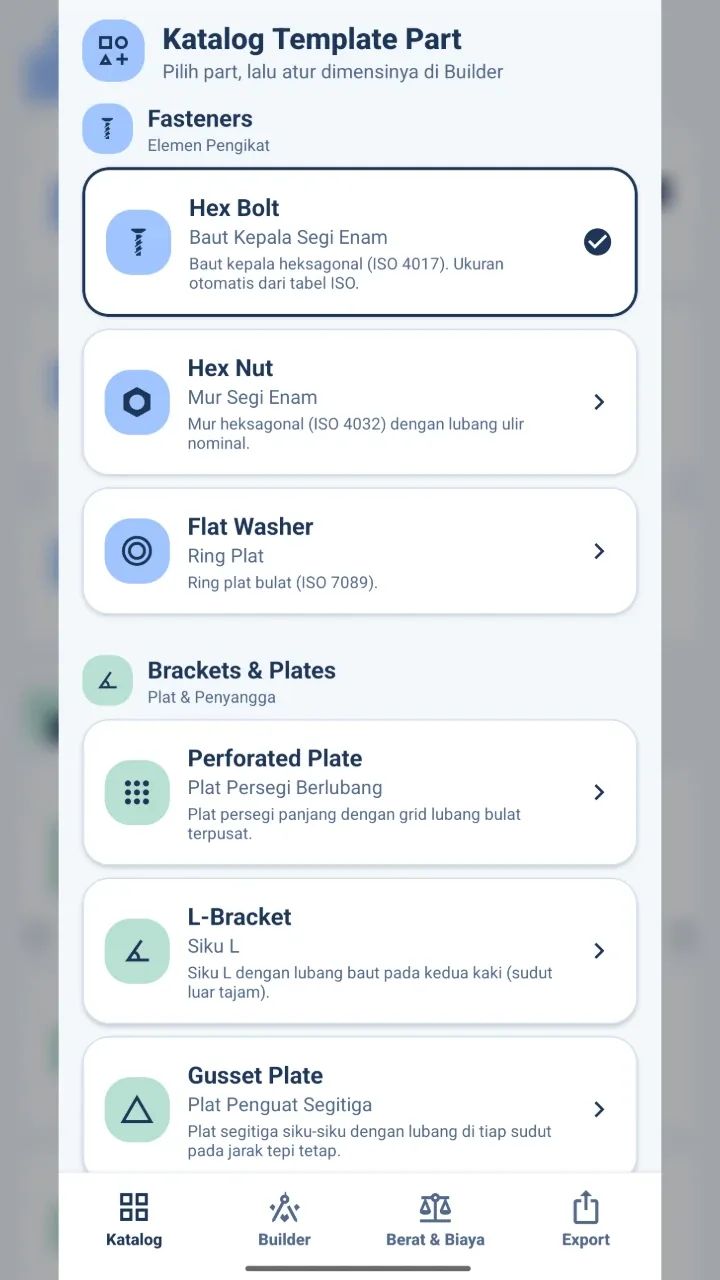 Katalog Template Part
Pilih part, lalu atur dimensinya di Builder
Fasteners
Elemen Pengikat
Hex Bolt
Baut Kepala Segi Enam
Baut kepala heksagonal (ISO 4017). Ukuran
otomatis dari tabel ISO.
Hex Nut
Mur Segi Enam
Mur heksagonal (ISO 4032) dengan lubang ulir
nominal.
Flat Washer
Ring Plat
Ring plat bulat (ISO 7089).
Brackets & Plates
Plat & Penyangga
Perforated Plate
Plat Persegi Berlubang
Plat persegi panjang dengan grid lubang bulat
terpusat.
L-Bracket
Siku L
Siku L dengan lubang baut pada kedua kaki (sudut
luar tajam).
Gusset Plate
Plat Penguat Segitiga
Plat segitiga siku-siku dengan lubang di tiap sudut
pada jarak tepi tetap.
Katalog
Builder
Berat & Biaya
Export